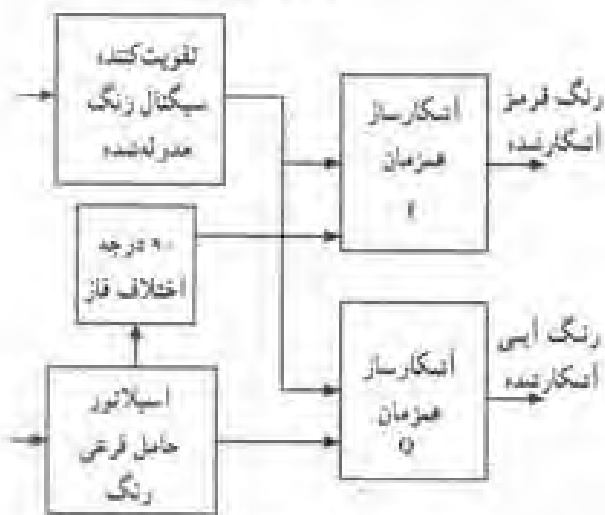 تقویت‌کننده
سیگنال رنگ
مدوله‌شده
آشکارساز
همزمان
I
رنگ قرمز
آشکارشده
۹۰ درجه
اختلاف فاز
اسیلاتور
حامل فرعی
رنگ
آشکارساز
همزمان
Q
رنگ آبی
آشکارشده